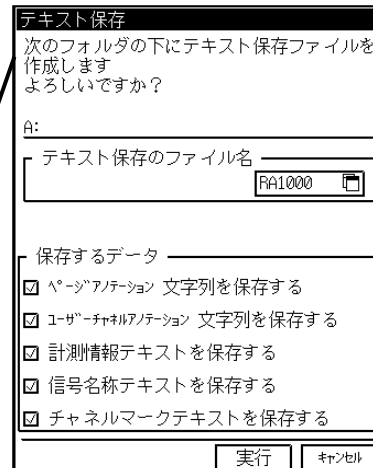 テキスト保存
次のフォルダの下にテキスト保存ファイルを
作成します
よろしいですか?
A:
テキスト保存のファイル名
RA1000
保存するデータ
ﾍﾟｰｼﾞｱﾉﾃｰｼｮﾝ 文字列を保存する
ﾕｰｻﾞｰﾁｬﾈﾙｱﾉﾃｰｼｮﾝ 文字列を保存する
計測情報テキストを保存する
信号名称テキストを保存する
チャネルマークテキストを保存する
実行 ｷｬﾝｾﾙ